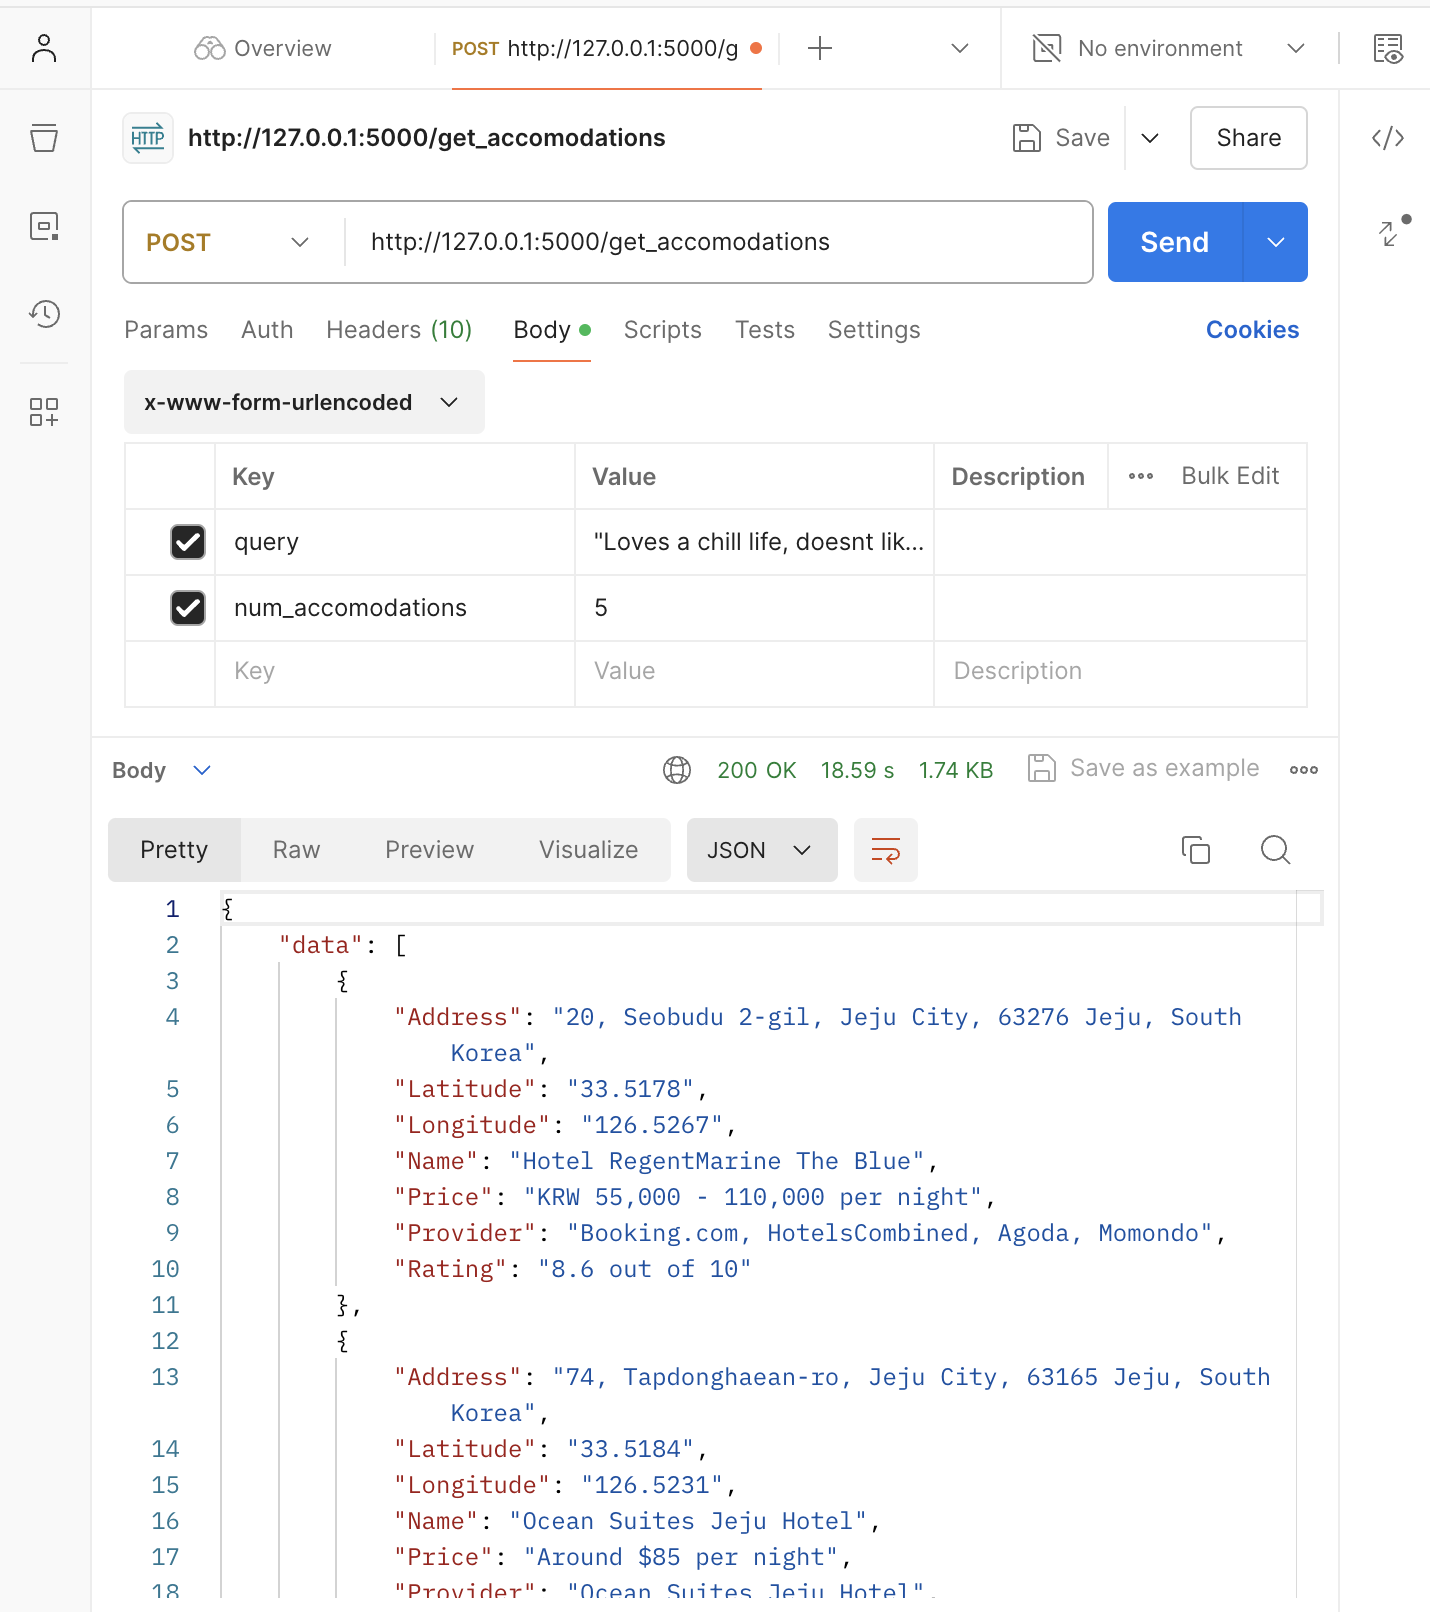 Overview
POST http://127.0.0.1:5000/g
No environment
HTTP http://127.0.0.1:5000/get_accomodations
Save
Share
POST http://127.0.0.1:5000/get_accomodations
Send
Params Auth Headers (10) Body Scripts Tests Settings Cookies
x-www-form-urlencoded
Key Value Description Bulk Edit
query "Loves a chill life, doesnt lik...
num_accomodations 5
Key Value Description
Body 200 OK 18.59 s 1.74 KB Save as example
Pretty Raw Preview Visualize JSON
1 {
2 "data": [
3 {
4 "Address": "20, Seobudu 2-gil, Jeju City, 63276 Jeju, South
Korea",
5 "Latitude": "33.5178",
6 "Longitude": "126.5267",
7 "Name": "Hotel RegentMarine The Blue",
8 "Price": "KRW 55,000 - 110,000 per night",
9 "Provider": "Booking.com, HotelsCombined, Agoda, Momondo",
10 "Rating": "8.6 out of 10"
11 },
12 {
13 "Address": "74, Tapdonghaean-ro, Jeju City, 63165 Jeju, South
Korea",
14 "Latitude": "33.5184",
15 "Longitude": "126.5231",
16 "Name": "Ocean Suites Jeju Hotel",
17 "Price": "Around $85 per night",
18 "Provider": "Ocean Suites Jeju Hotel",